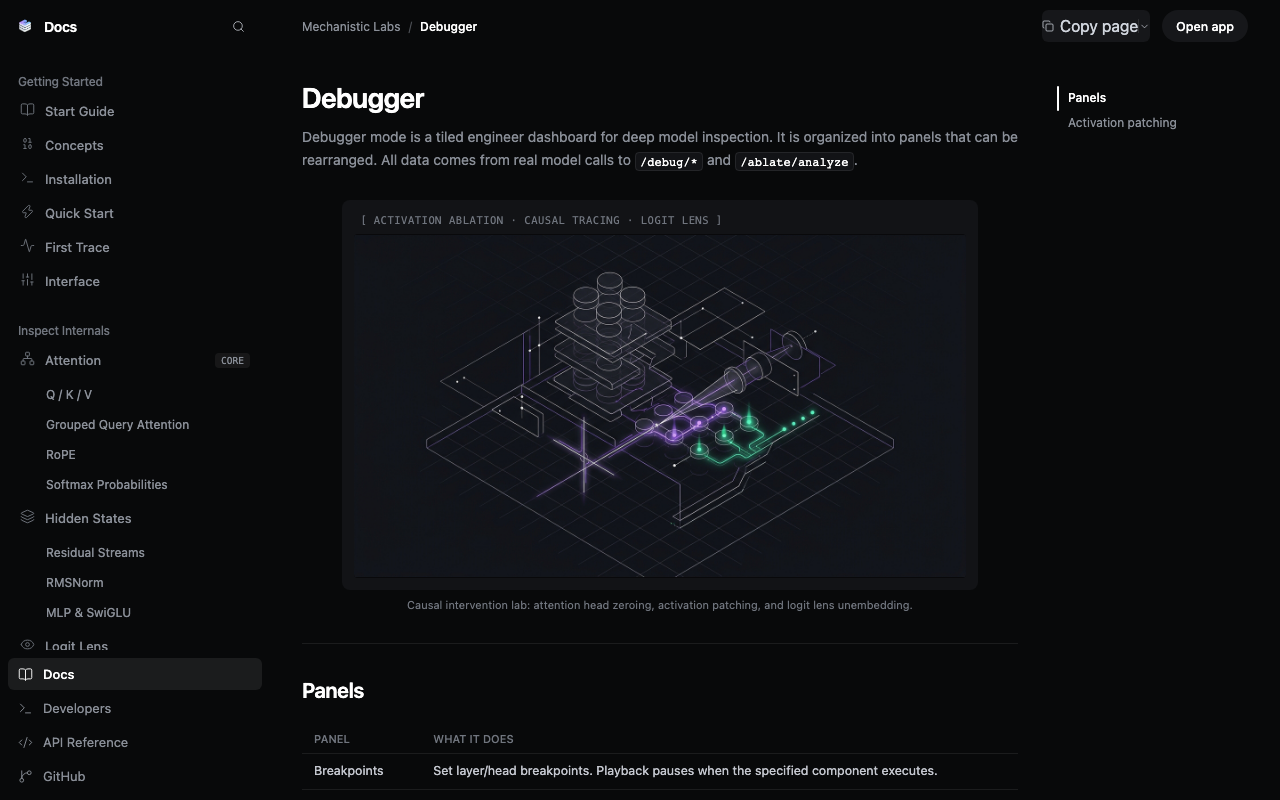 Docs
Mechanistic Labs / Debugger
Copy page
Open app
Getting Started
Start Guide
Concepts
Installation
Quick Start
First Trace
Interface
Inspect Internals
Attention CORE
Q / K / V
Grouped Query Attention
RoPE
Softmax Probabilities
Hidden States
Residual Streams
RMSNorm
MLP & SwiGLU
Logit Lens
Docs
Developers
API Reference
GitHub
Debugger
Debugger mode is a tiled engineer dashboard for deep model inspection. It is organized into panels that can be
rearranged. All data comes from real model calls to /debug/* and /ablate/analyze.
[ ACTIVATION ABLATION · CAUSAL TRACING · LOGIT LENS ]
Causal intervention lab: attention head zeroing, activation patching, and logit lens unembedding.
Panels
PANEL WHAT IT DOES
Breakpoints Set layer/head breakpoints. Playback pauses when the specified component executes.
Panels
Activation patching